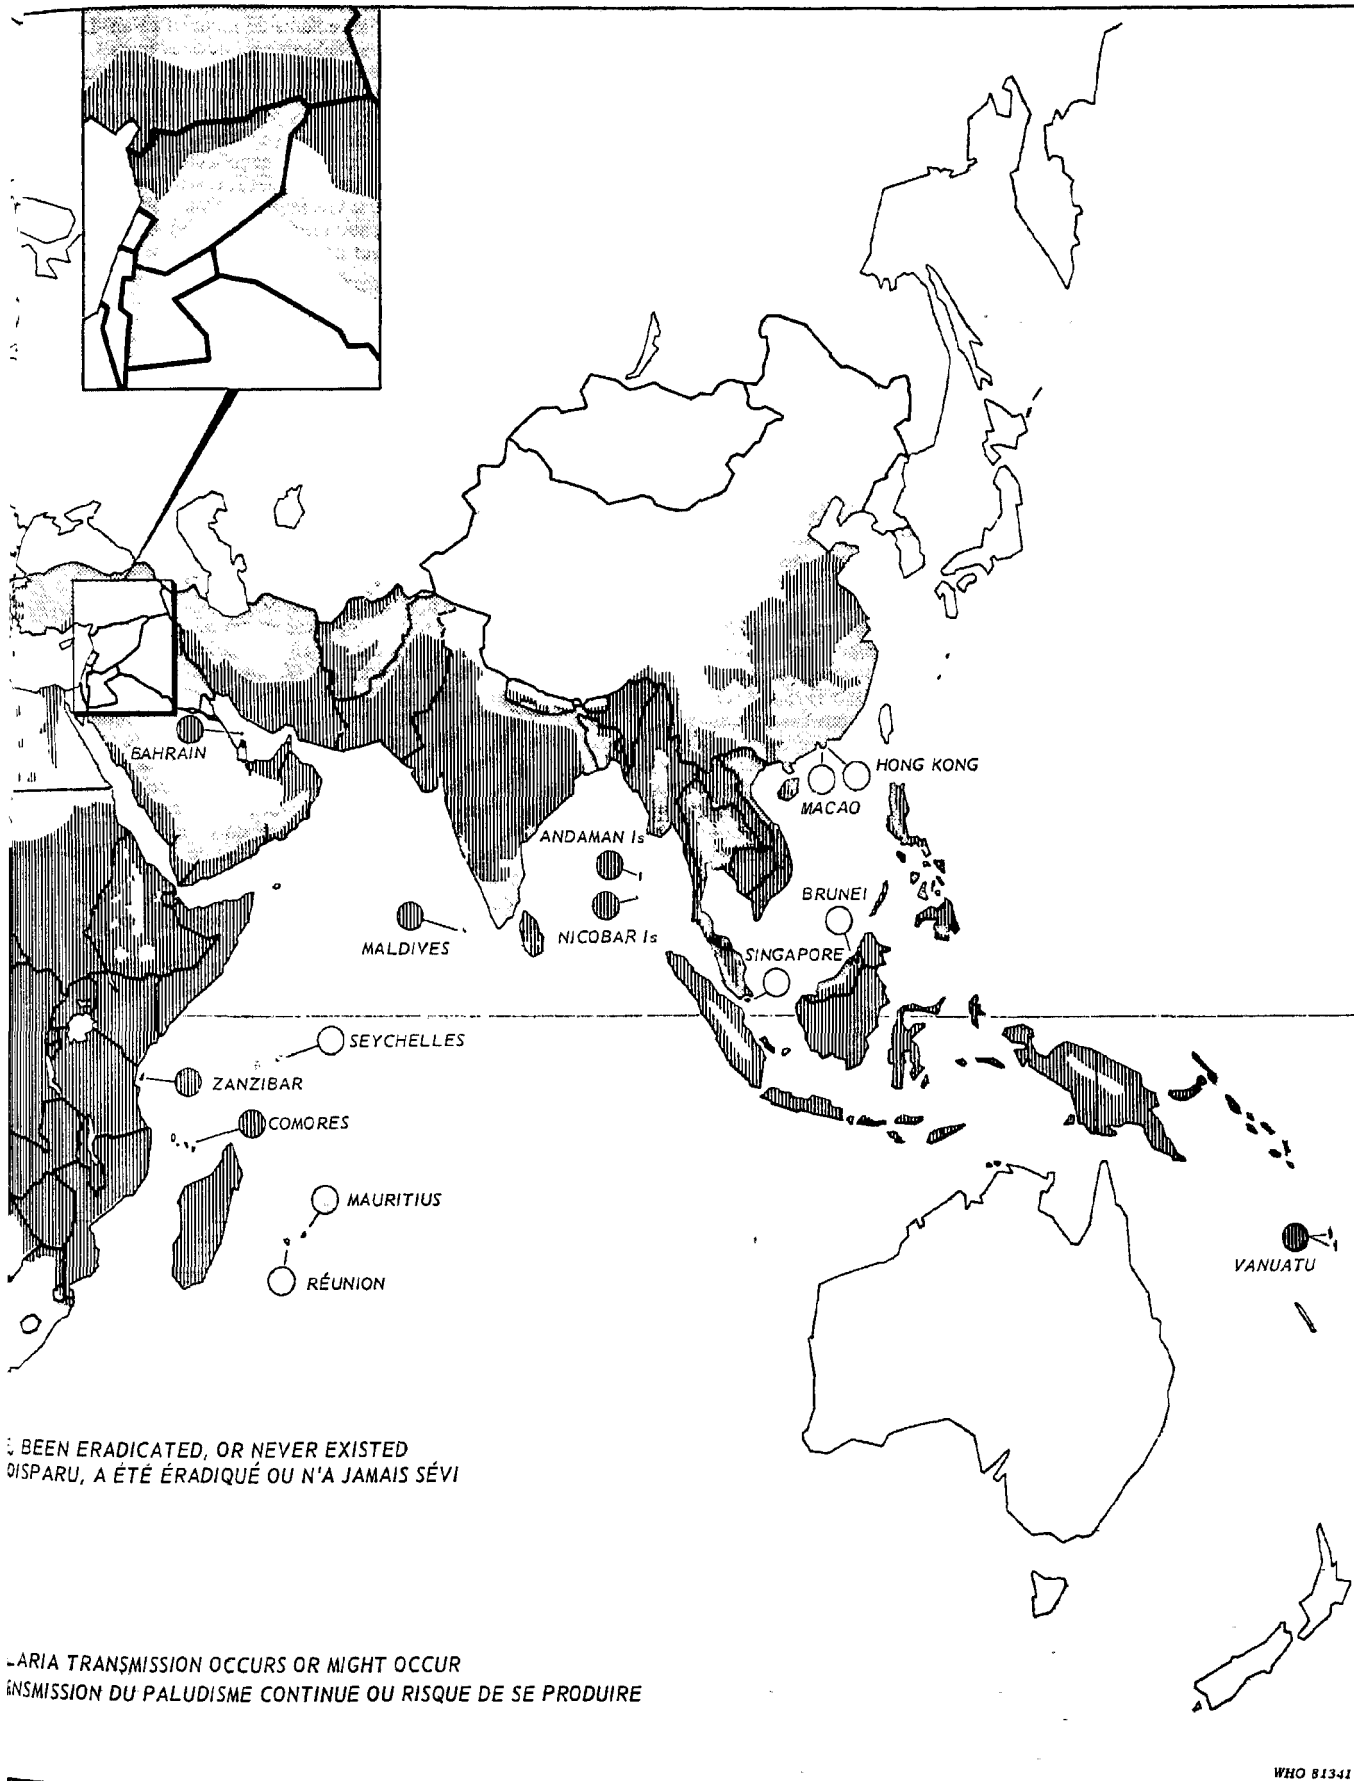 BAHRAIN
HONG KONG
MACAO
ANDAMAN Is
BRUNEI
MALDIVES
NICOBAR Is
SINGAPORE
SEYCHELLES
ZANZIBAR
COMORES
MAURITIUS
VANUATU
RÉUNION
BEEN ERADICATED, OR NEVER EXISTED
DISPARU, A ÉTÉ ÉRADIQUÉ OU N'A JAMAIS SÉVI
ARIA TRANSMISSION OCCURS OR MIGHT OCCUR
NSMISSION DU PALUDISME CONTINUE OU RISQUE DE SE PRODUIRE
WHO 81341